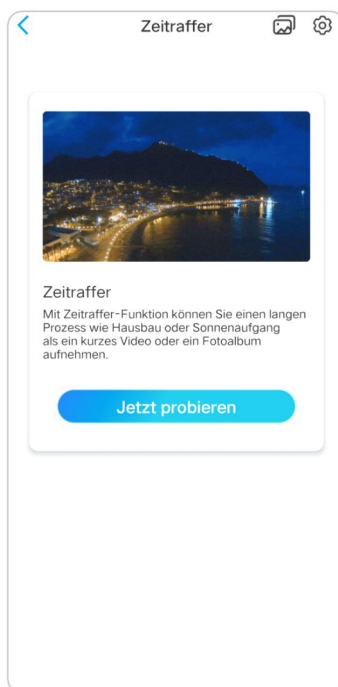 Zeitraffer
Zeitraffer
Mit Zeitraffer-Funktion können Sie einen langen
Prozess wie Hausbau oder Sonnenaufgang
als ein kurzes Video oder ein Fotoalbum
aufnehmen.
Jetzt probieren